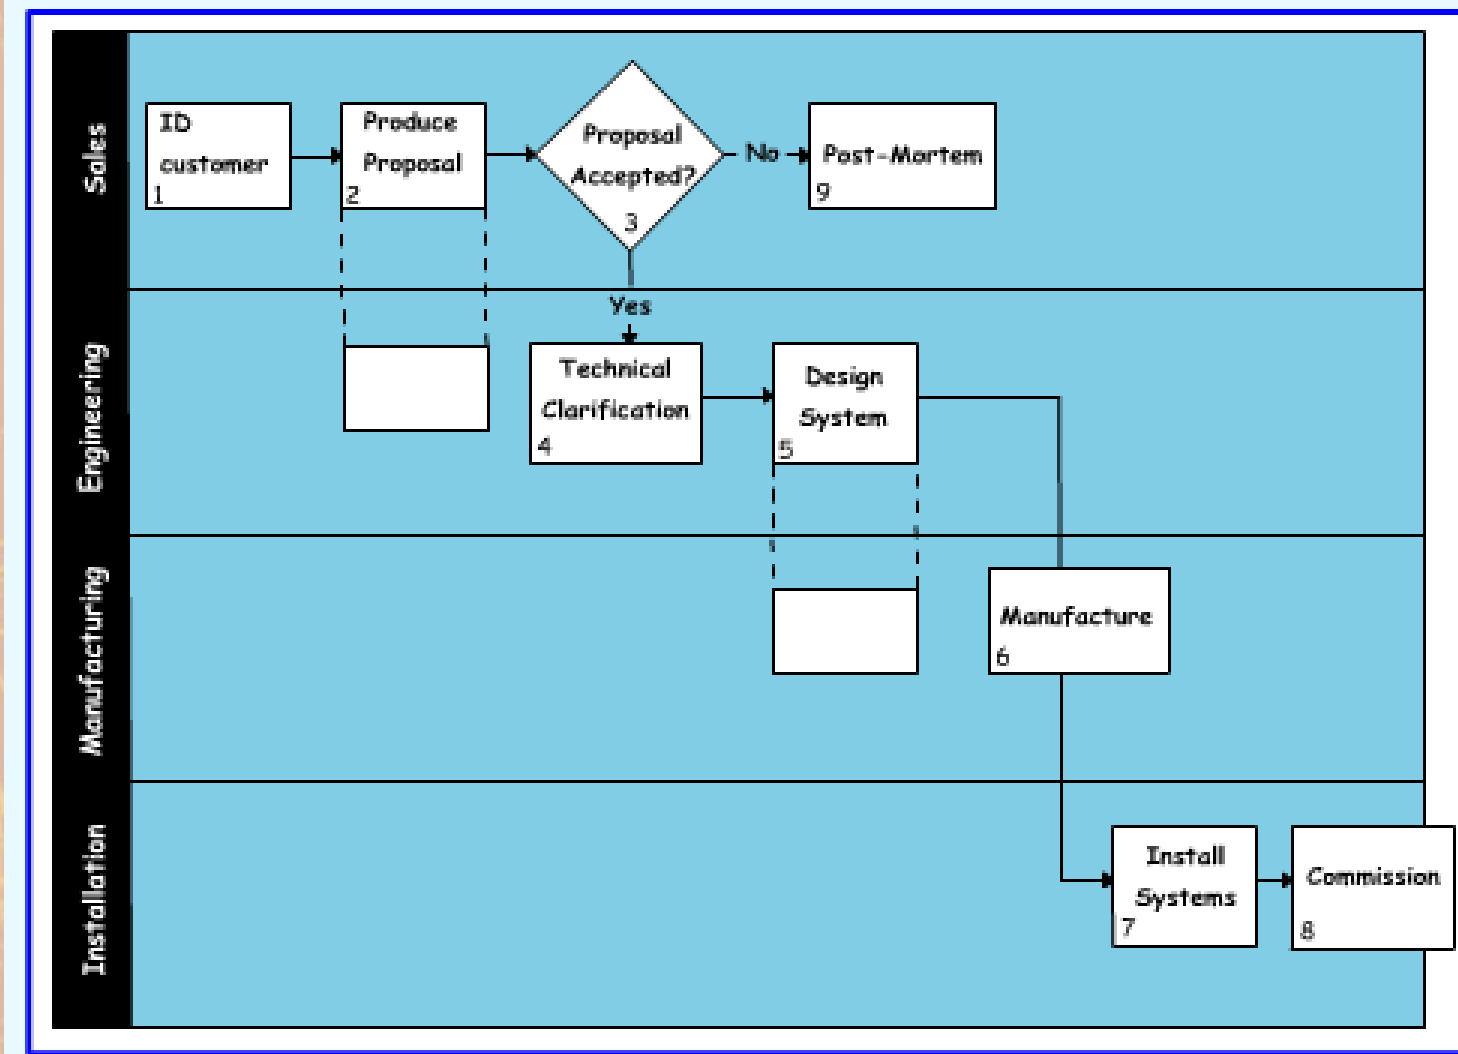 Sales
ID
customer
1
Produce
Proposal
2
Proposal
Accepted?
3
No
Post-Mortem
9
Yes
Engineering
Technical
Clarification
4
Design
System
5
Manufacturing
Manufacture
6
Installation
Install
Systems
7
Commission
8